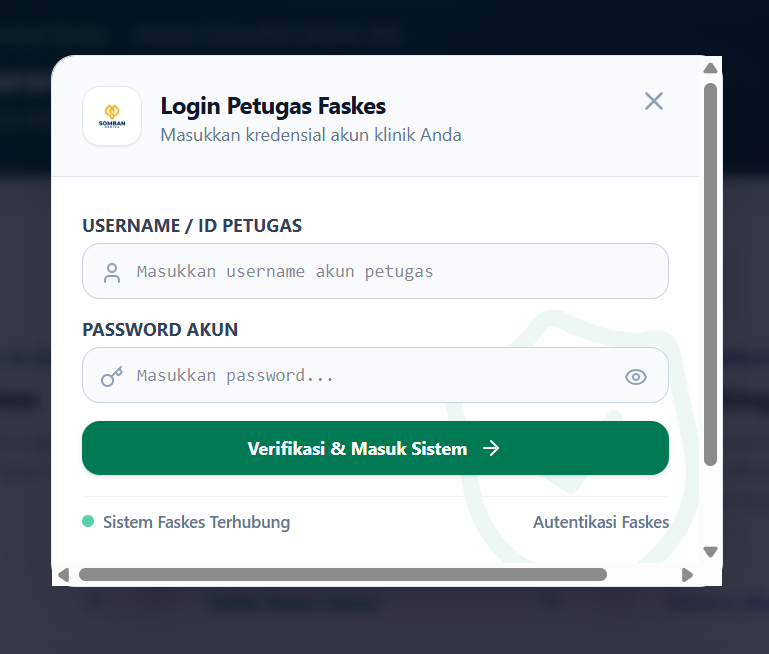 SOMBAN
Login Petugas Faskes
Masukkan kredensial akun klinik Anda
USERNAME / ID PETUGAS
Masukkan username akun petugas
PASSWORD AKUN
Masukkan password...
Verifikasi & Masuk Sistem →
Sistem Faskes Terhubung
Autentikasi Faskes